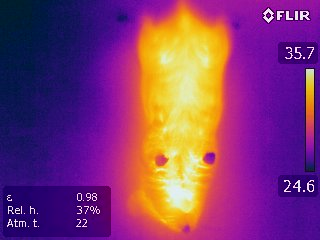 FLIR
35.7
24.6
ε 0.98
Rel. h. 37%
Atm. t. 22